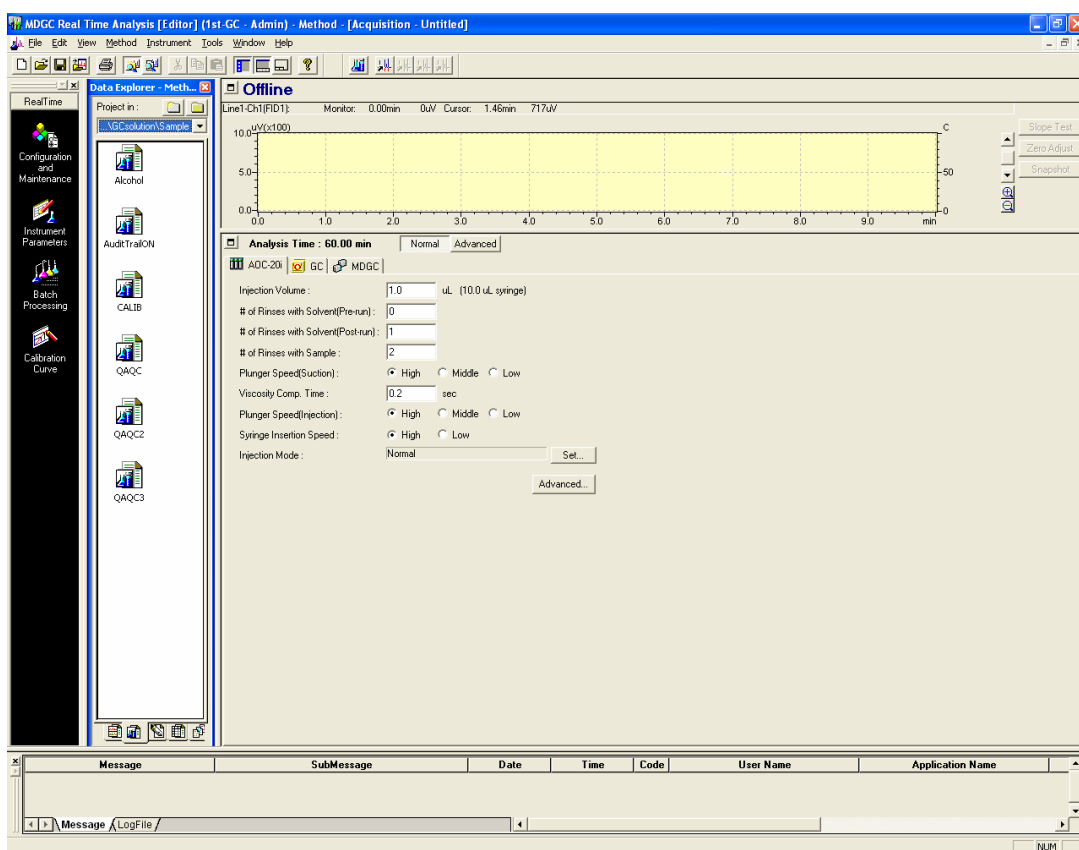 MDGC Real Time Analysis [Editor] (1st-GC - Admin) - Method - [Acquisition - Untitled]
File Edit View Method Instrument Tools Window Help
RealTime
Configuration
and
Maintenance
Instrument
Parameters
Batch
Processing
Calibration
Curve
Data Explorer - Meth...
Project in :
...\GCsolution\Sample
Alcohol
AuditTrailON
CALIB
QAQC
QAQC2
QAQC3
Offline
Line1-Ch1(FID1): Monitor: 0.00min 0uV Cursor: 1.46min 717uV
uV(x100) C
10.0
5.0 50
0.0 0
0.0 1.0 2.0 3.0 4.0 5.0 6.0 7.0 8.0 9.0 min
Slope Test
Zero Adjust
Snapshot
Analysis Time : 60.00 min Normal Advanced
AOC-20i GC MDGC
Injection Volume : 1.0 uL (10.0 uL syringe)
# of Rinses with Solvent(Pre-run) : 0
# of Rinses with Solvent(Post-run) : 1
# of Rinses with Sample : 2
Plunger Speed(Suction) : High Middle Low
Viscosity Comp. Time : 0.2 sec
Plunger Speed(Injection) : High Middle Low
Syringe Insertion Speed : High Low
Injection Mode : Normal Set...
Advanced...
Message SubMessage Date Time Code User Name Application Name
Message LogFile
NUM